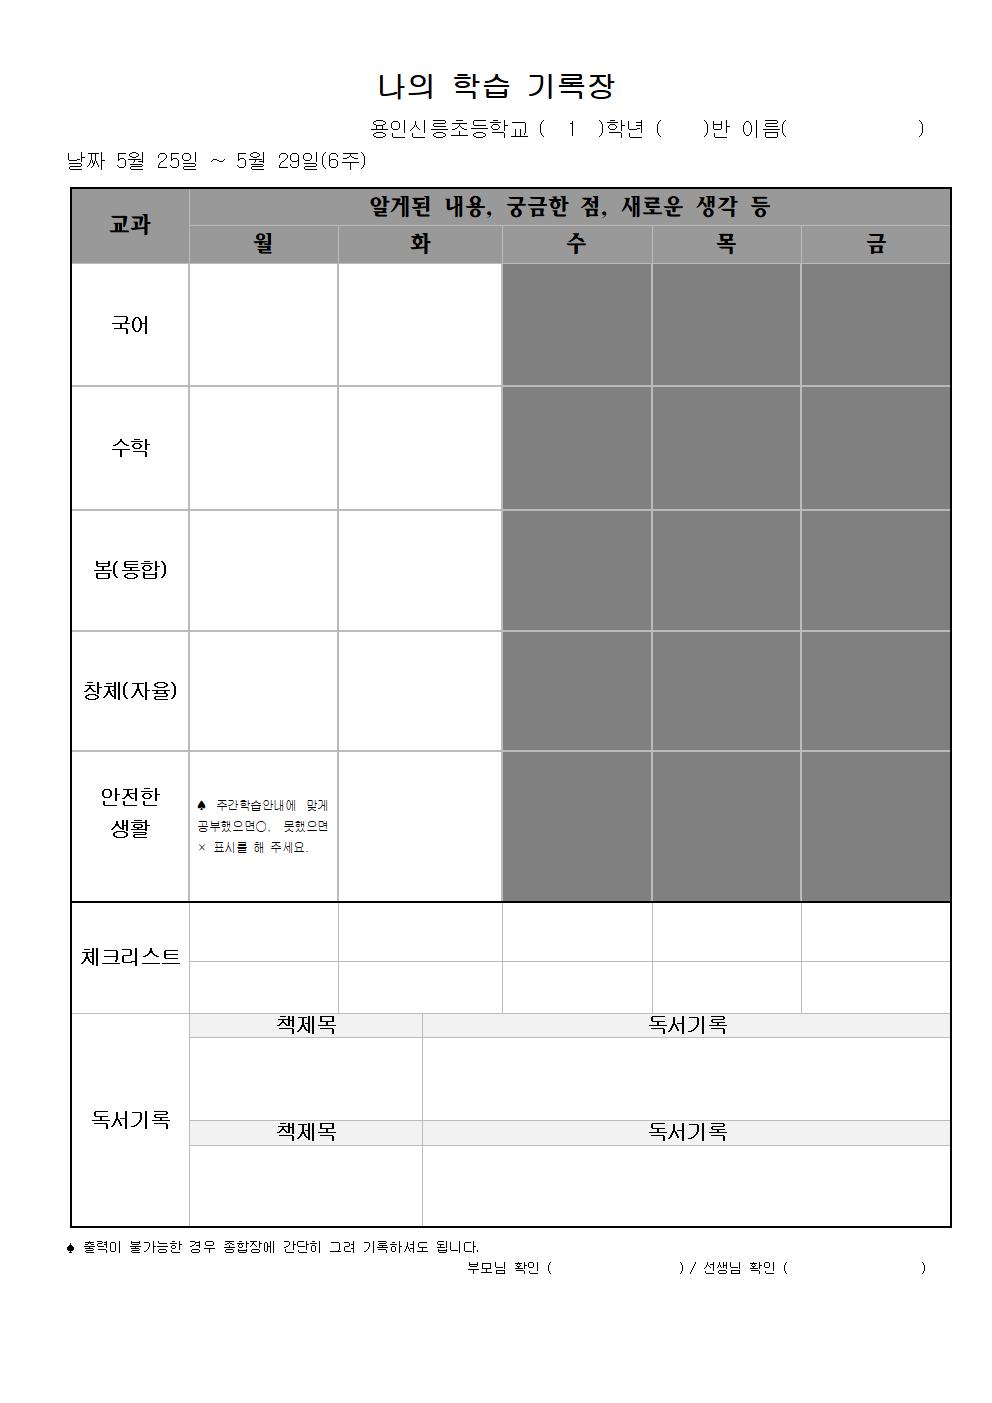 나의 학습 기록장
용인신릉초등학교 ( 1 )학년 ( )반 이름( )
날짜 5월 25일 ~ 5월 29일(6주)
교과
알게된 내용, 궁금한 점, 새로운 생각 등
월 화 수 목 금
국어
수학
봄(통합)
창체(자율)
안전한
생활
♠ 주간학습안내에 맞게
공부했으면○, 못했으면
× 표시를 해 주세요.
체크리스트
독서기록
책제목 독서기록
책제목 독서기록
♠ 출력이 불가능한 경우 종합장에 간단히 그려 기록하셔도 됩니다.
부모님 확인 ( ) / 선생님 확인 ( )